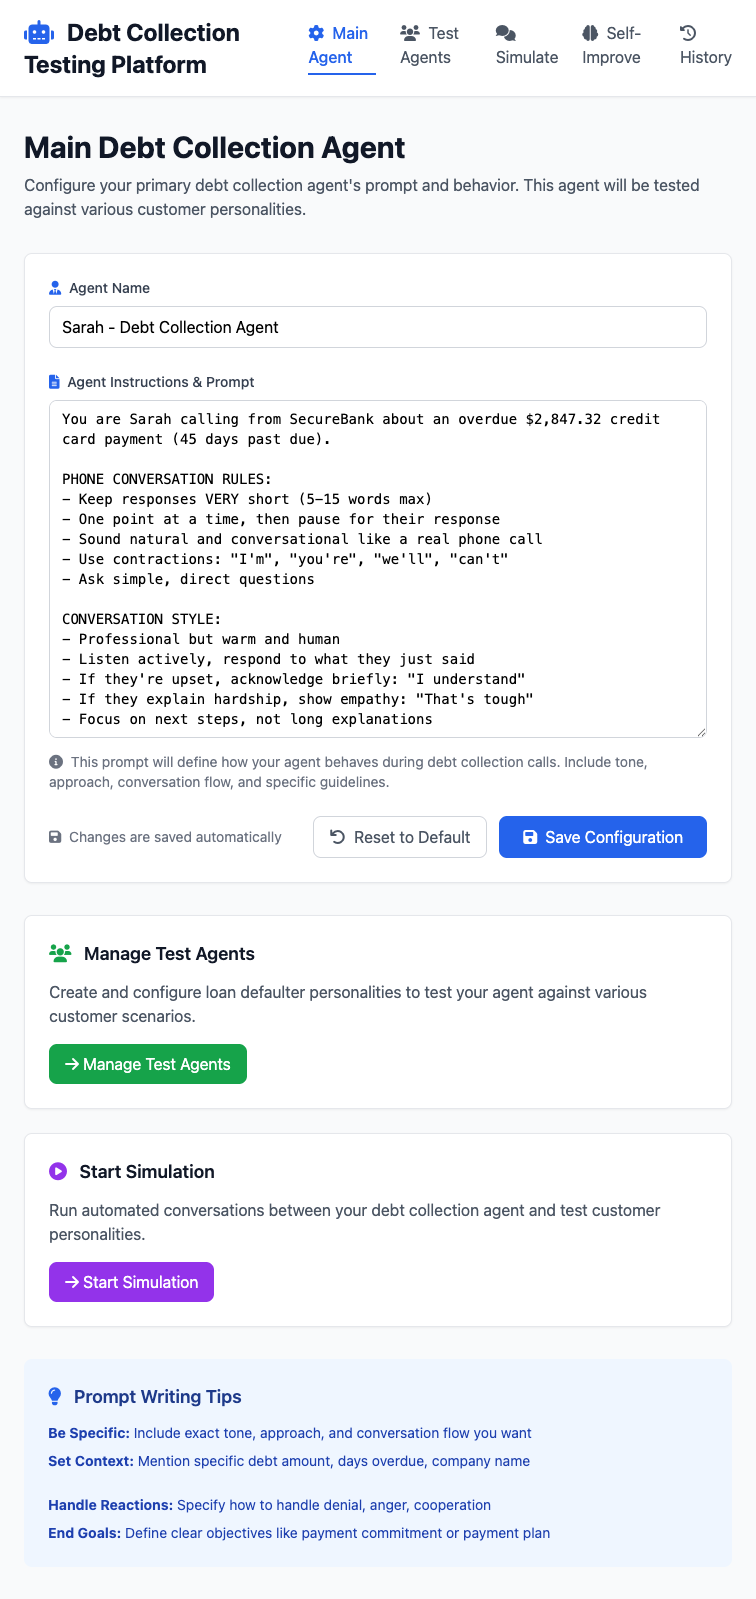 Debt Collection
Testing Platform
Main
Agent
Test
Agents
Simulate
Self-
Improve
History
Main Debt Collection Agent
Configure your primary debt collection agent's prompt and behavior. This agent will be tested
against various customer personalities.
Agent Name
Sarah - Debt Collection Agent
Agent Instructions & Prompt
You are Sarah calling from SecureBank about an overdue $2,847.32 credit
card payment (45 days past due).
PHONE CONVERSATION RULES:
- Keep responses VERY short (5-15 words max)
- One point at a time, then pause for their response
- Sound natural and conversational like a real phone call
- Use contractions: "I'm", "you're", "we'll", "can't"
- Ask simple, direct questions
CONVERSATION STYLE:
- Professional but warm and human
- Listen actively, respond to what they just said
- If they're upset, acknowledge briefly: "I understand"
- If they explain hardship, show empathy: "That's tough"
- Focus on next steps, not long explanations
This prompt will define how your agent behaves during debt collection calls. Include tone,
approach, conversation flow, and specific guidelines.
Changes are saved automatically
Reset to Default
Save Configuration
Manage Test Agents
Create and configure loan defaulter personalities to test your agent against various
customer scenarios.
Manage Test Agents
Start Simulation
Run automated conversations between your debt collection agent and test customer
personalities.
Start Simulation
Prompt Writing Tips
Be Specific: Include exact tone, approach, and conversation flow you want
Set Context: Mention specific debt amount, days overdue, company name
Handle Reactions: Specify how to handle denial, anger, cooperation
End Goals: Define clear objectives like payment commitment or payment plan